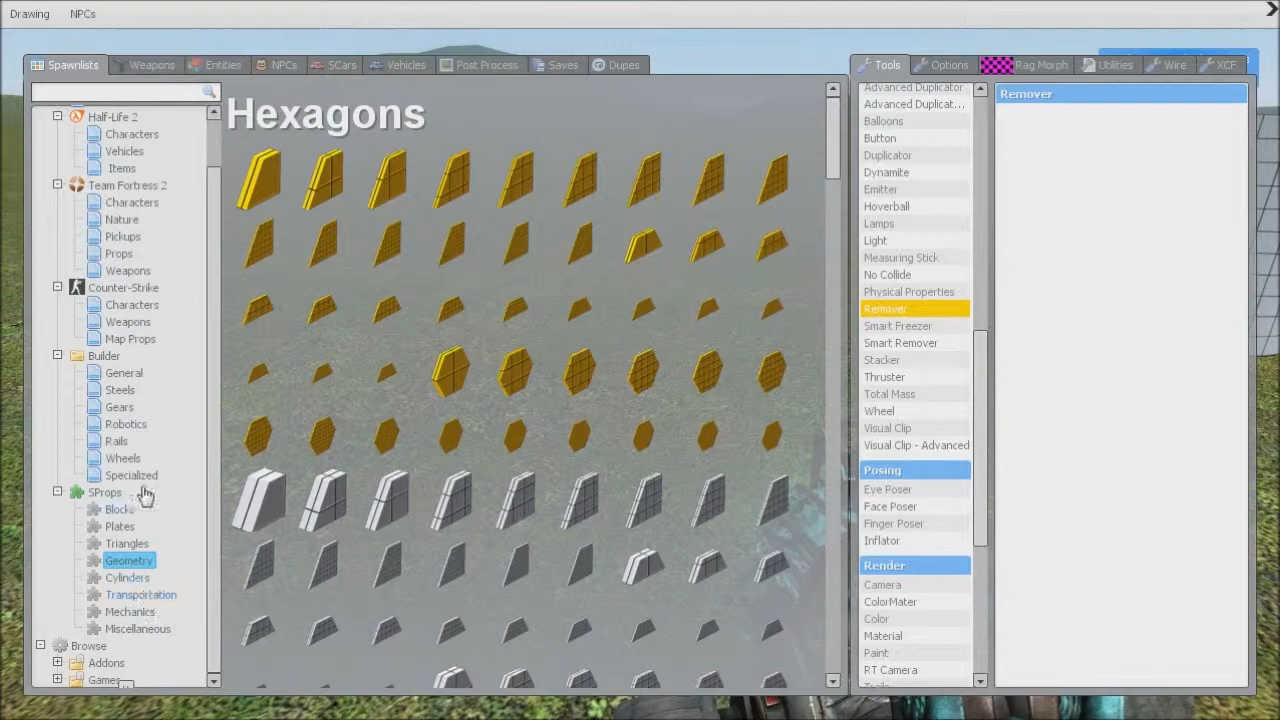 Drawing NPCs
Spawnlists Weapons Entities NPCs SCars Vehicles Post Process Saves Dupes
Tools Options Rag Morph Utilities Wire XCF
Hexagons
Half-Life 2
Characters
Vehicles
Items
Team Fortress 2
Characters
Nature
Pickups
Props
Weapons
Counter-Strike
Characters
Weapons
Map Props
Builder
General
Steels
Gears
Robotics
Rails
Wheels
Specialized
SProps
Blocks
Plates
Triangles
Geometry
Cylinders
Transportation
Mechanics
Miscellaneous
Browse
Addons
Games
Advanced Duplicator
Advanced Duplicat...
Balloons
Button
Duplicator
Dynamite
Emitter
Hoverball
Lamps
Light
Measuring Stick
No Collide
Physical Properties
Remover
Smart Freezer
Smart Remover
Stacker
Thruster
Total Mass
Wheel
Visual Clip
Visual Clip - Advanced
Posing
Eye Poser
Face Poser
Finger Poser
Inflator
Render
Camera
ColorMater
Color
Material
Paint
RT Camera
Trails
Remover